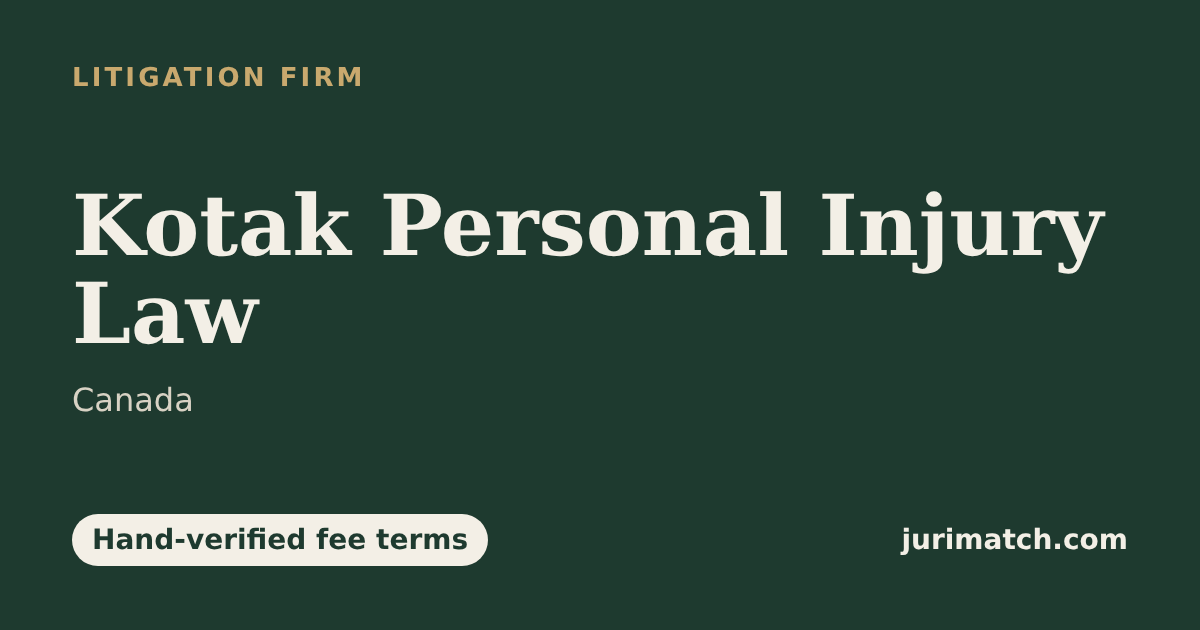 LITIGATION FIRM
Kotak Personal Injury
Law
Canada
Hand-verified fee terms
jurimatch.com